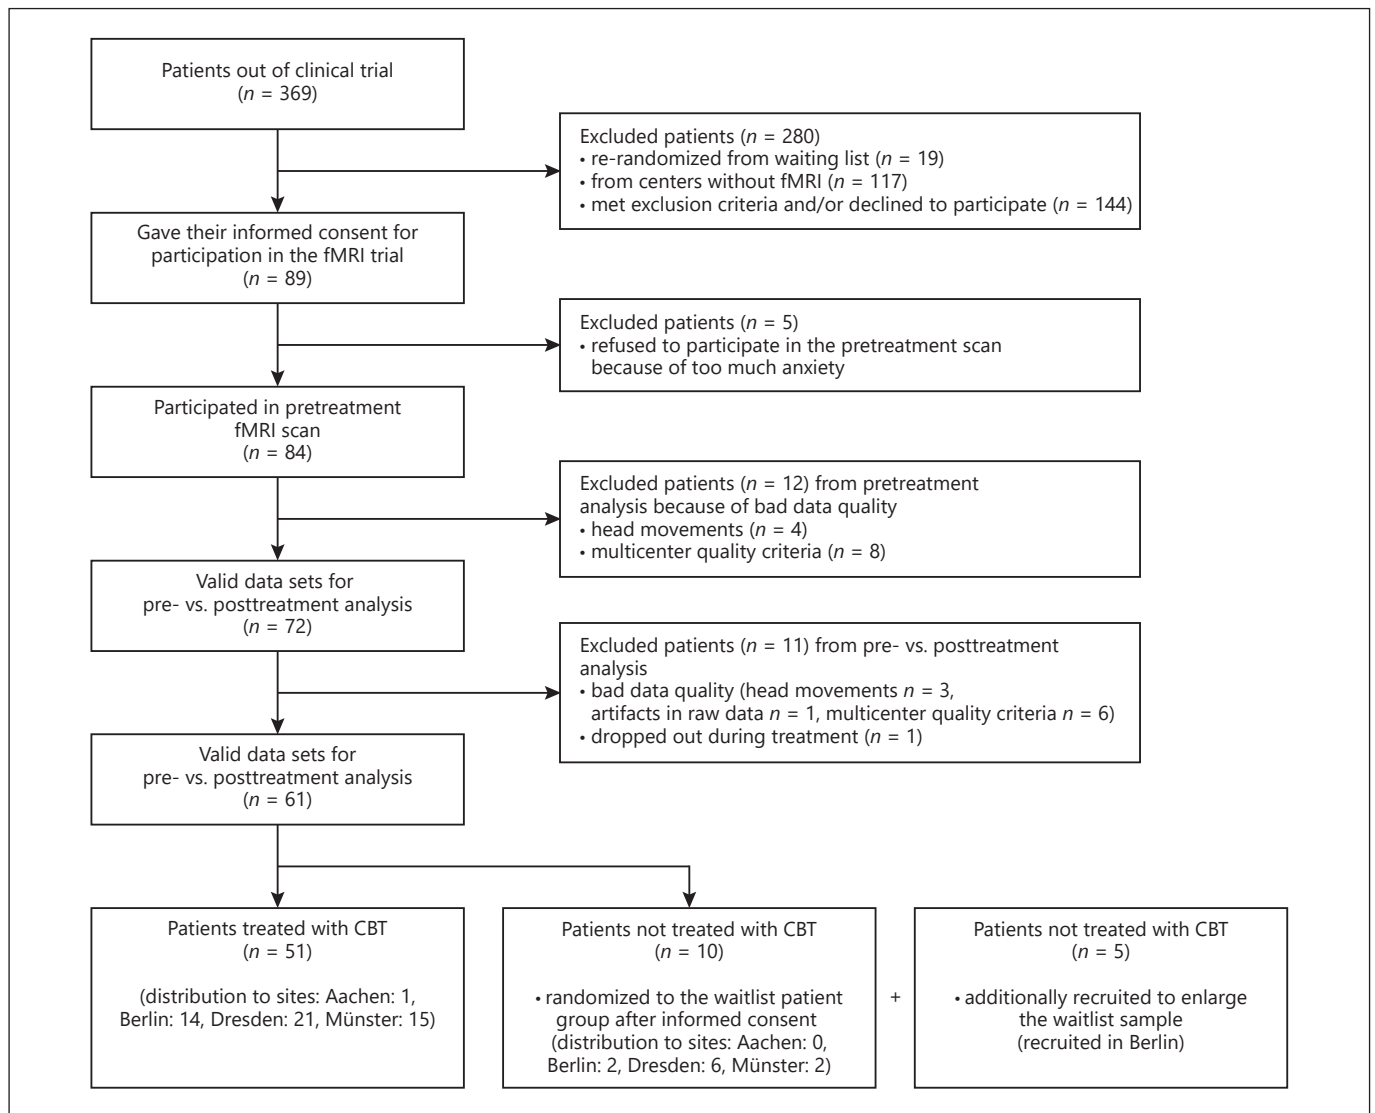 Patients out of clinical trial
(n = 369)
Excluded patients (n = 280)
• re-randomized from waiting list (n = 19)
• from centers without fMRI (n = 117)
• met exclusion criteria and/or declined to participate (n = 144)
Gave their informed consent for
participation in the fMRI trial
(n = 89)
Excluded patients (n = 5)
• refused to participate in the pretreatment scan
because of too much anxiety
Participated in pretreatment
fMRI scan
(n = 84)
Excluded patients (n = 12) from pretreatment
analysis because of bad data quality
• head movements (n = 4)
• multicenter quality criteria (n = 8)
Valid data sets for
pre- vs. posttreatment analysis
(n = 72)
Excluded patients (n = 11) from pre- vs. posttreatment
analysis
• bad data quality (head movements n = 3,
artifacts in raw data n = 1, multicenter quality criteria n = 6)
• dropped out during treatment (n = 1)
Valid data sets for
pre- vs. posttreatment analysis
(n = 61)
Patients treated with CBT
(n = 51)
(distribution to sites: Aachen: 1,
Berlin: 14, Dresden: 21, Münster: 15)
Patients not treated with CBT
(n = 10)
• randomized to the waitlist patient
group after informed consent
(distribution to sites: Aachen: 0,
Berlin: 2, Dresden: 6, Münster: 2)
+
Patients not treated with CBT
(n = 5)
• additionally recruited to enlarge
the waitlist sample
(recruited in Berlin)